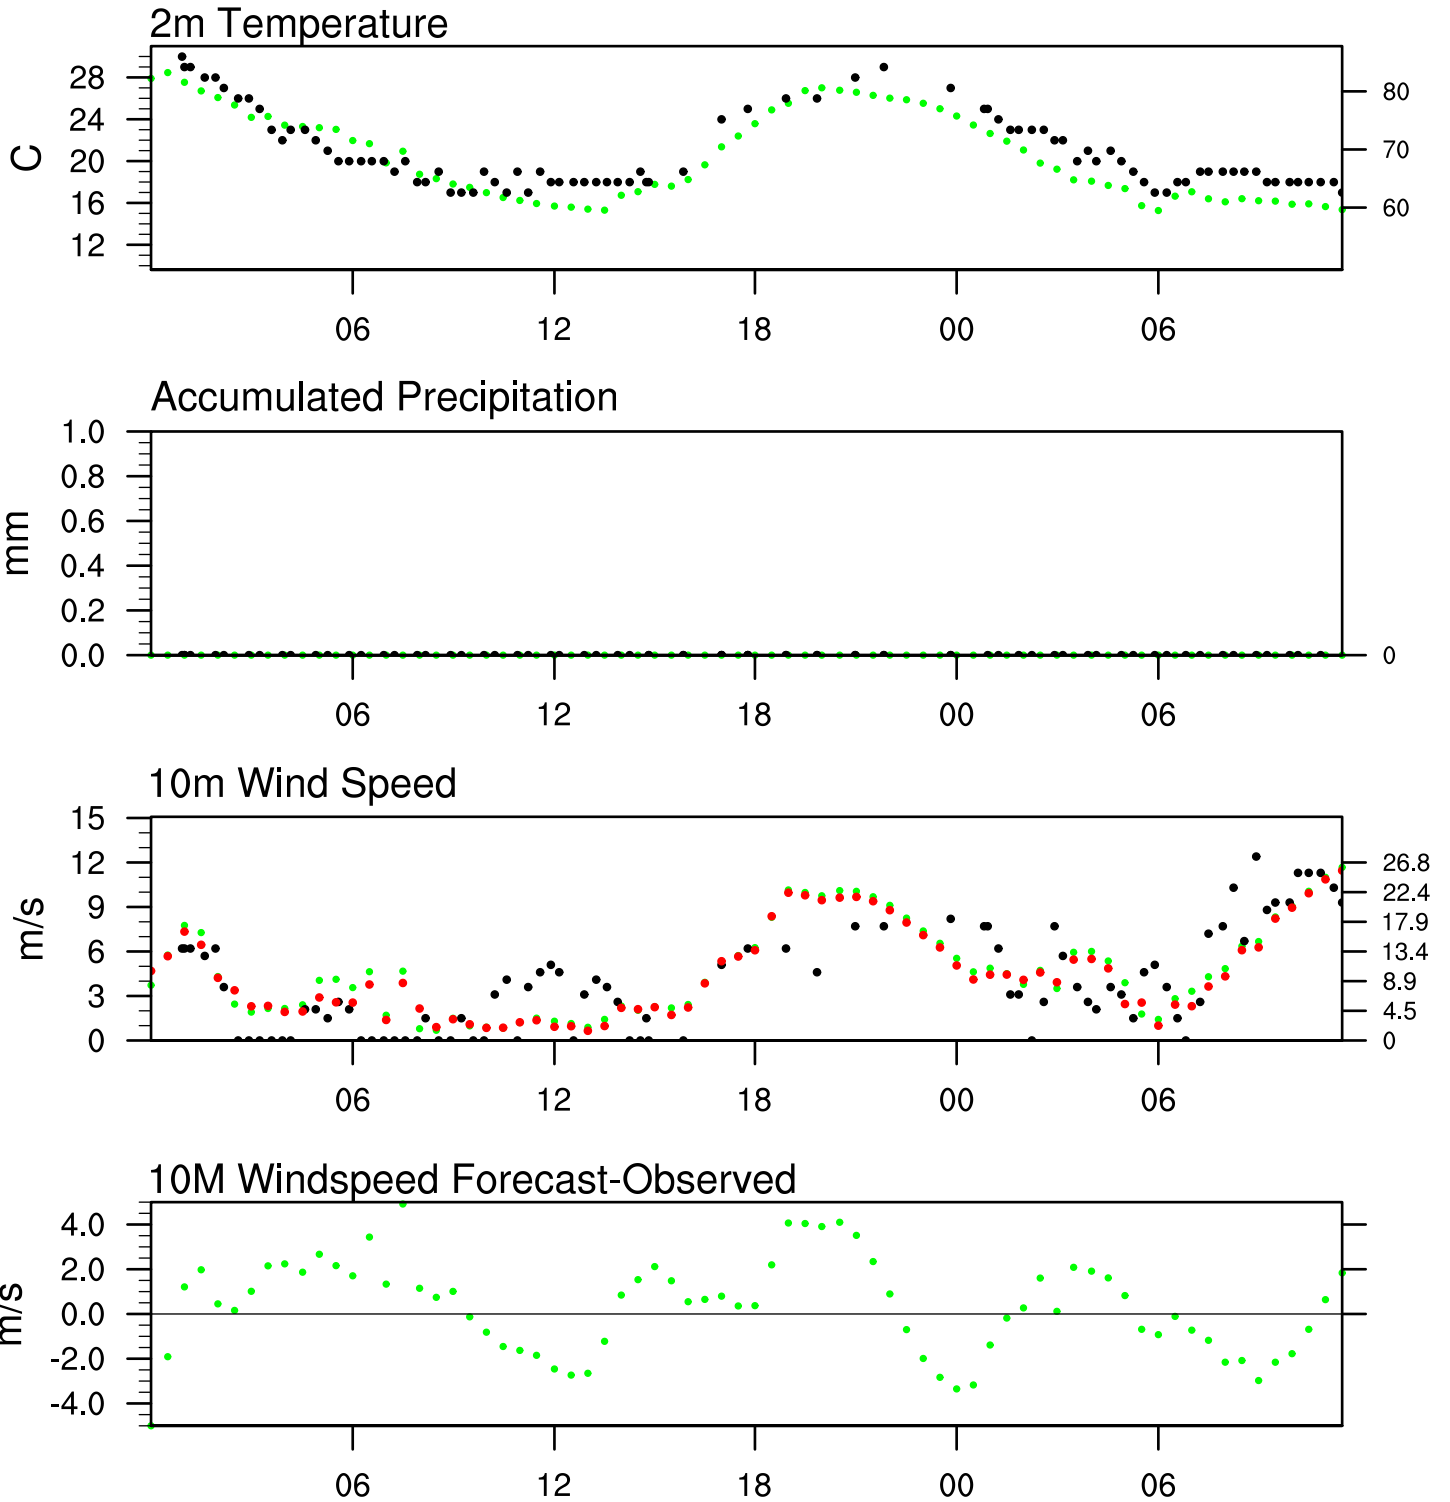 2m Temperature
C
28
24
20
16
12
80
70
60
06 12 18 00 06
Accumulated Precipitation
mm
1.0
0.8
0.6
0.4
0.2
0.0
0
06 12 18 00 06
10m Wind Speed
m/s
15
12
9
6
3
0
26.8
22.4
17.9
13.4
8.9
4.5
0
06 12 18 00 06
10M Windspeed Forecast-Observed
m/s
4.0
2.0
0.0
-2.0
-4.0
06 12 18 00 06